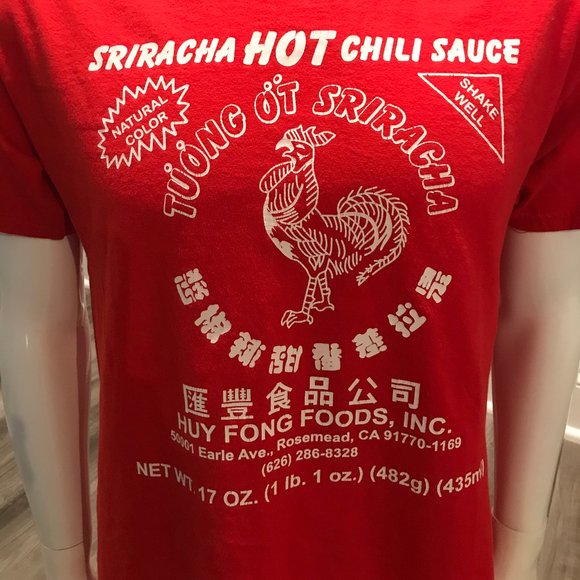 SRIRACHA HOT CHILI SAUCE
NATURAL
COLOR
SHAKE
WELL
TƯƠNG ỚT SRIRACHA
匯豐食品公司
HUY FONG FOODS, INC.
Earle Ave., Rosemead, CA 91770-1169
(626) 286-8328
NET WT. 17 OZ. (1 lb. 1 oz.) (482g) (435ml)